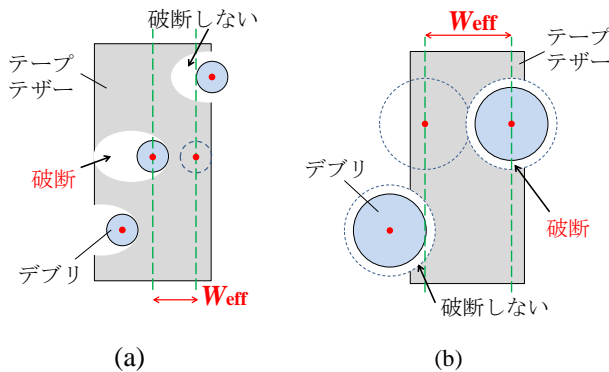 破断しない
テープ
テザー
破断
デブリ
Weff
(a)
Weff
テープ
テザー
デブリ
破断
破断しない
(b)